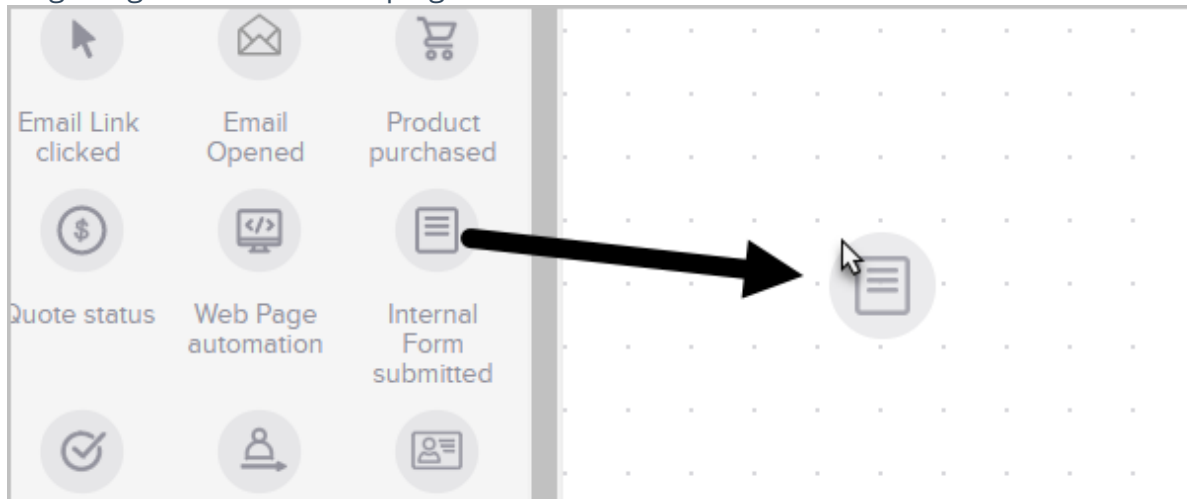 Email Link
clicked
Email
Opened
Product
purchased
Quote status
Web Page
automation
Internal
Form
submitted